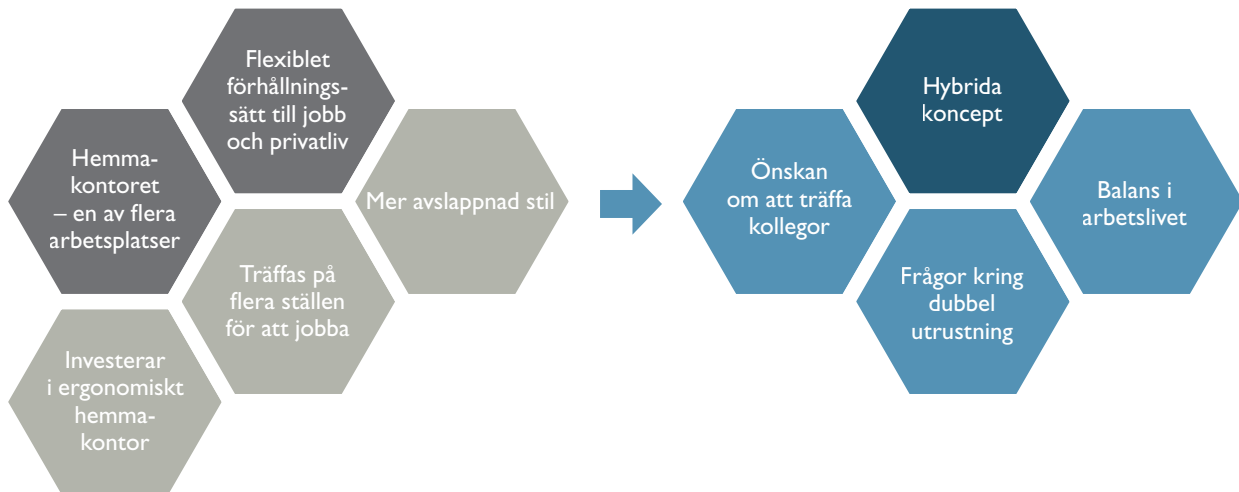 Flexiblet
förhållnings-
sätt till jobb
och privatliv
Hemma-
kontoret
– en av flera
arbetsplatser
Mer avslappnad stil
Träffas på
flera ställen
för att jobba
Investerar
i ergonomiskt
hemma-
kontor
Hybrida
koncept
Önskan
om att träffa
kollegor
Balans i
arbetslivet
Frågor kring
dubbel
utrustning